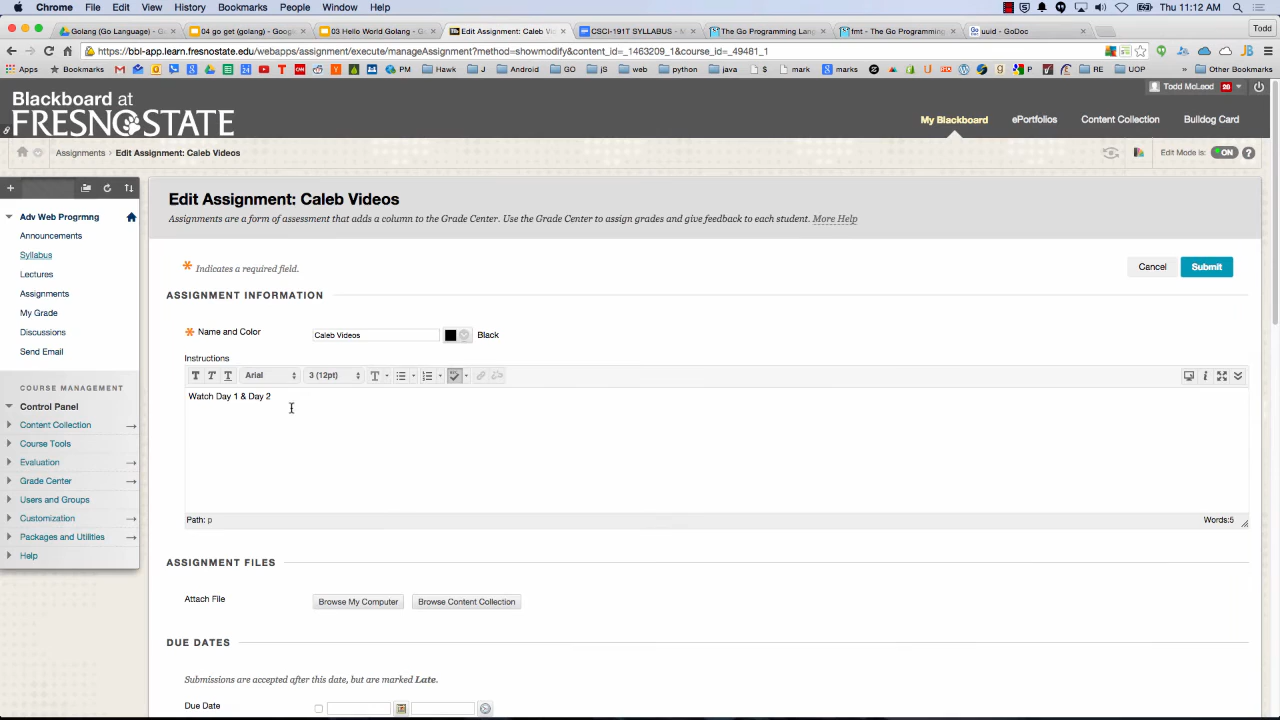 Chrome File Edit View History Bookmarks People Window Help
Thu 11:12 AM
Golang (Go Language) - G
04 go get (golang) - Google
03 Hello World Golang - G
Edit Assignment: Caleb Vi
CSCI-191T SYLLABUS - M
The Go Programming Lang
fmt - The Go Programming
uuid - GoDoc
Todd
https://bbi-app.learn.fresnostate.edu/webapps/assignment/execute/manageAssignment?method=showmodify&content_id=_1463209_1&course_id=_49481_1
Apps Bookmarks PM Hawk J Android GO jS web python java $ mark marks RE UOP » Other Bookmarks
Blackboard at
FRESNO STATE
Todd McLeod
My Blackboard ePortfolios Content Collection Bulldog Card
Assignments > Edit Assignment: Caleb Videos
Edit Mode is: ON ?
Adv Web Progrmng
Announcements
Syllabus
Lectures
Assignments
My Grade
Discussions
Send Email
COURSE MANAGEMENT
Control Panel
Content Collection
Course Tools
Evaluation
Grade Center
Users and Groups
Customization
Packages and Utilities
Help
Edit Assignment: Caleb Videos
Assignments are a form of assessment that adds a column to the Grade Center. Use the Grade Center to assign grades and give feedback to each student. More Help
* Indicates a required field.
Cancel Submit
ASSIGNMENT INFORMATION
* Name and Color Caleb Videos Black
Instructions
T T T Arial 3 (12pt) T
Watch Day 1 & Day 2
Path: p Words:5
ASSIGNMENT FILES
Attach File Browse My Computer Browse Content Collection
DUE DATES
Submissions are accepted after this date, but are marked Late.
Due Date